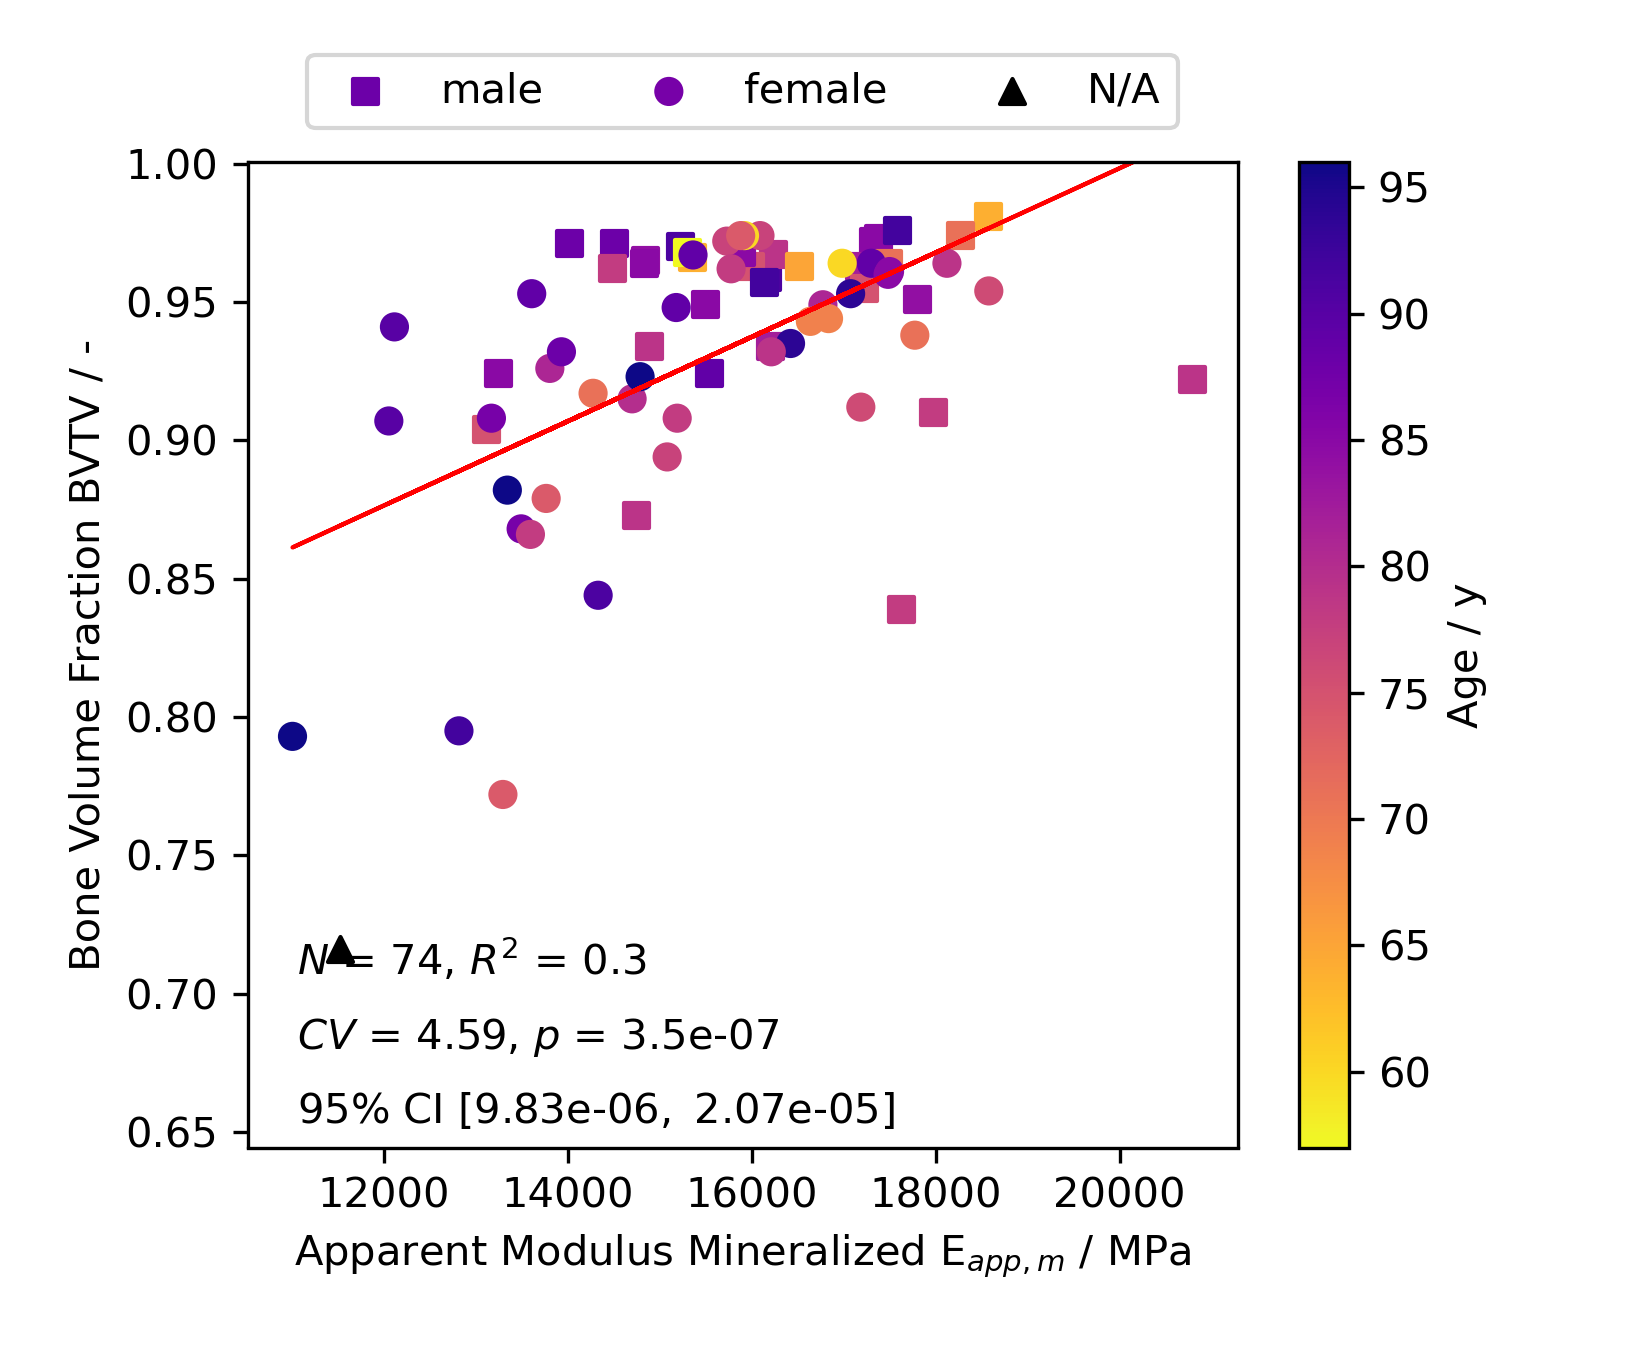 male female N/A
1.00
0.95
0.90
0.85
0.80
0.75
0.70
0.65
Bone Volume Fraction BVTV / -
N = 74, R² = 0.3
CV = 4.59, p = 3.5e-07
95% CI [9.83e-06, 2.07e-05]
12000 14000 16000 18000 20000
Apparent Modulus Mineralized E_app,m / MPa
95
90
85
80
75
70
65
60
Age / y